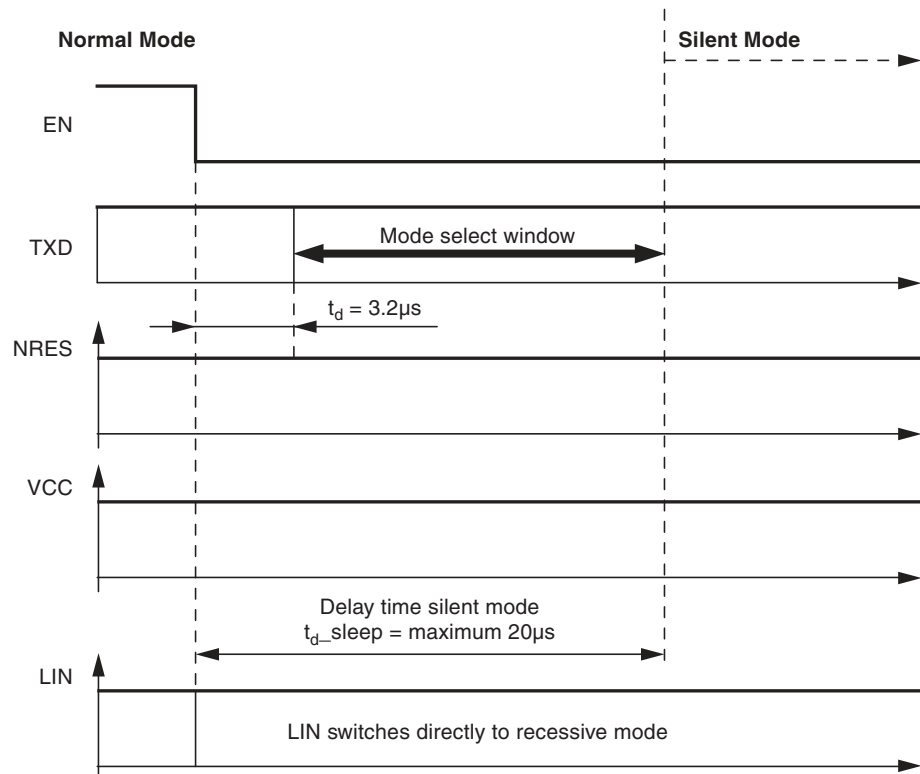 Normal Mode
Silent Mode
EN
TXD
Mode select window
t_d = 3.2µs
NRES
VCC
Delay time silent mode
t_d_sleep = maximum 20µs
LIN
LIN switches directly to recessive mode